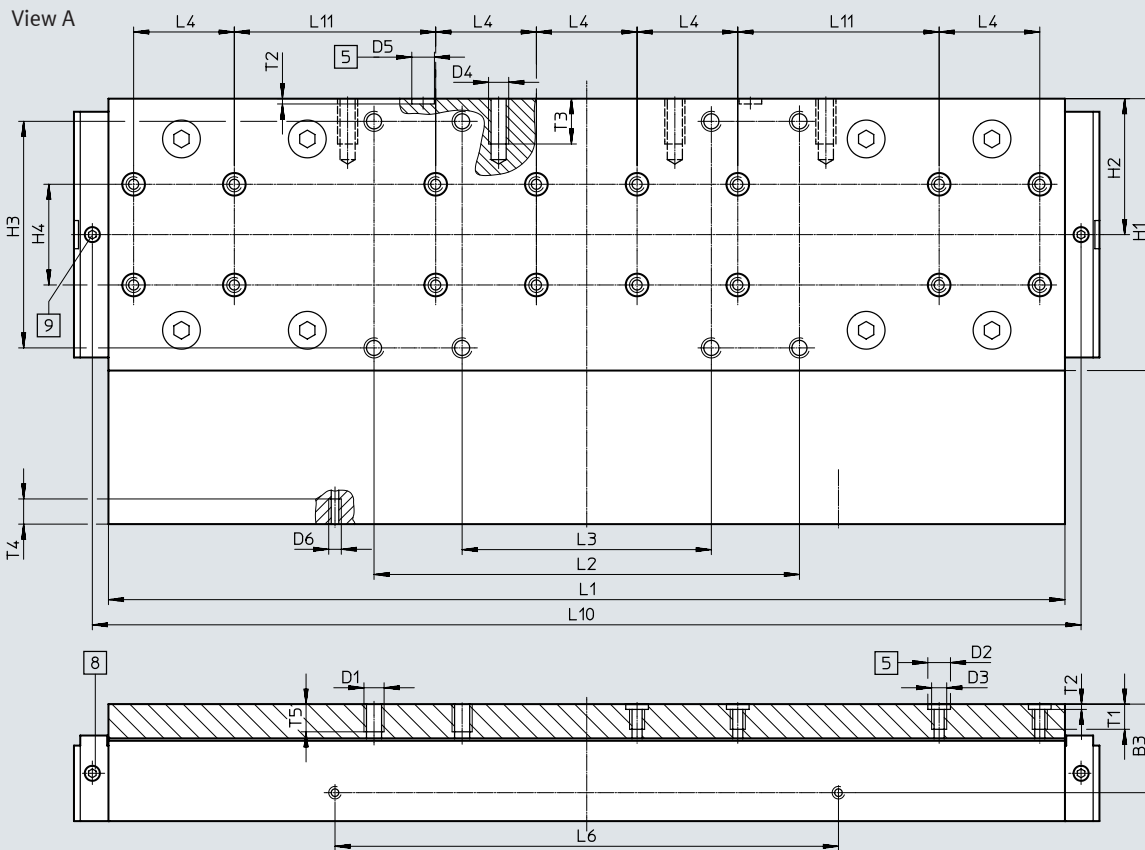 View A
L4 L11 L4 L4 L4 L11 L4
T2 5 D5 D4
T3
H3 H4 H2 H1
9
T4 D6
L3
L2
L1
L10
8 D1 5 D2
D3 T2
T5 T1
B3
L6